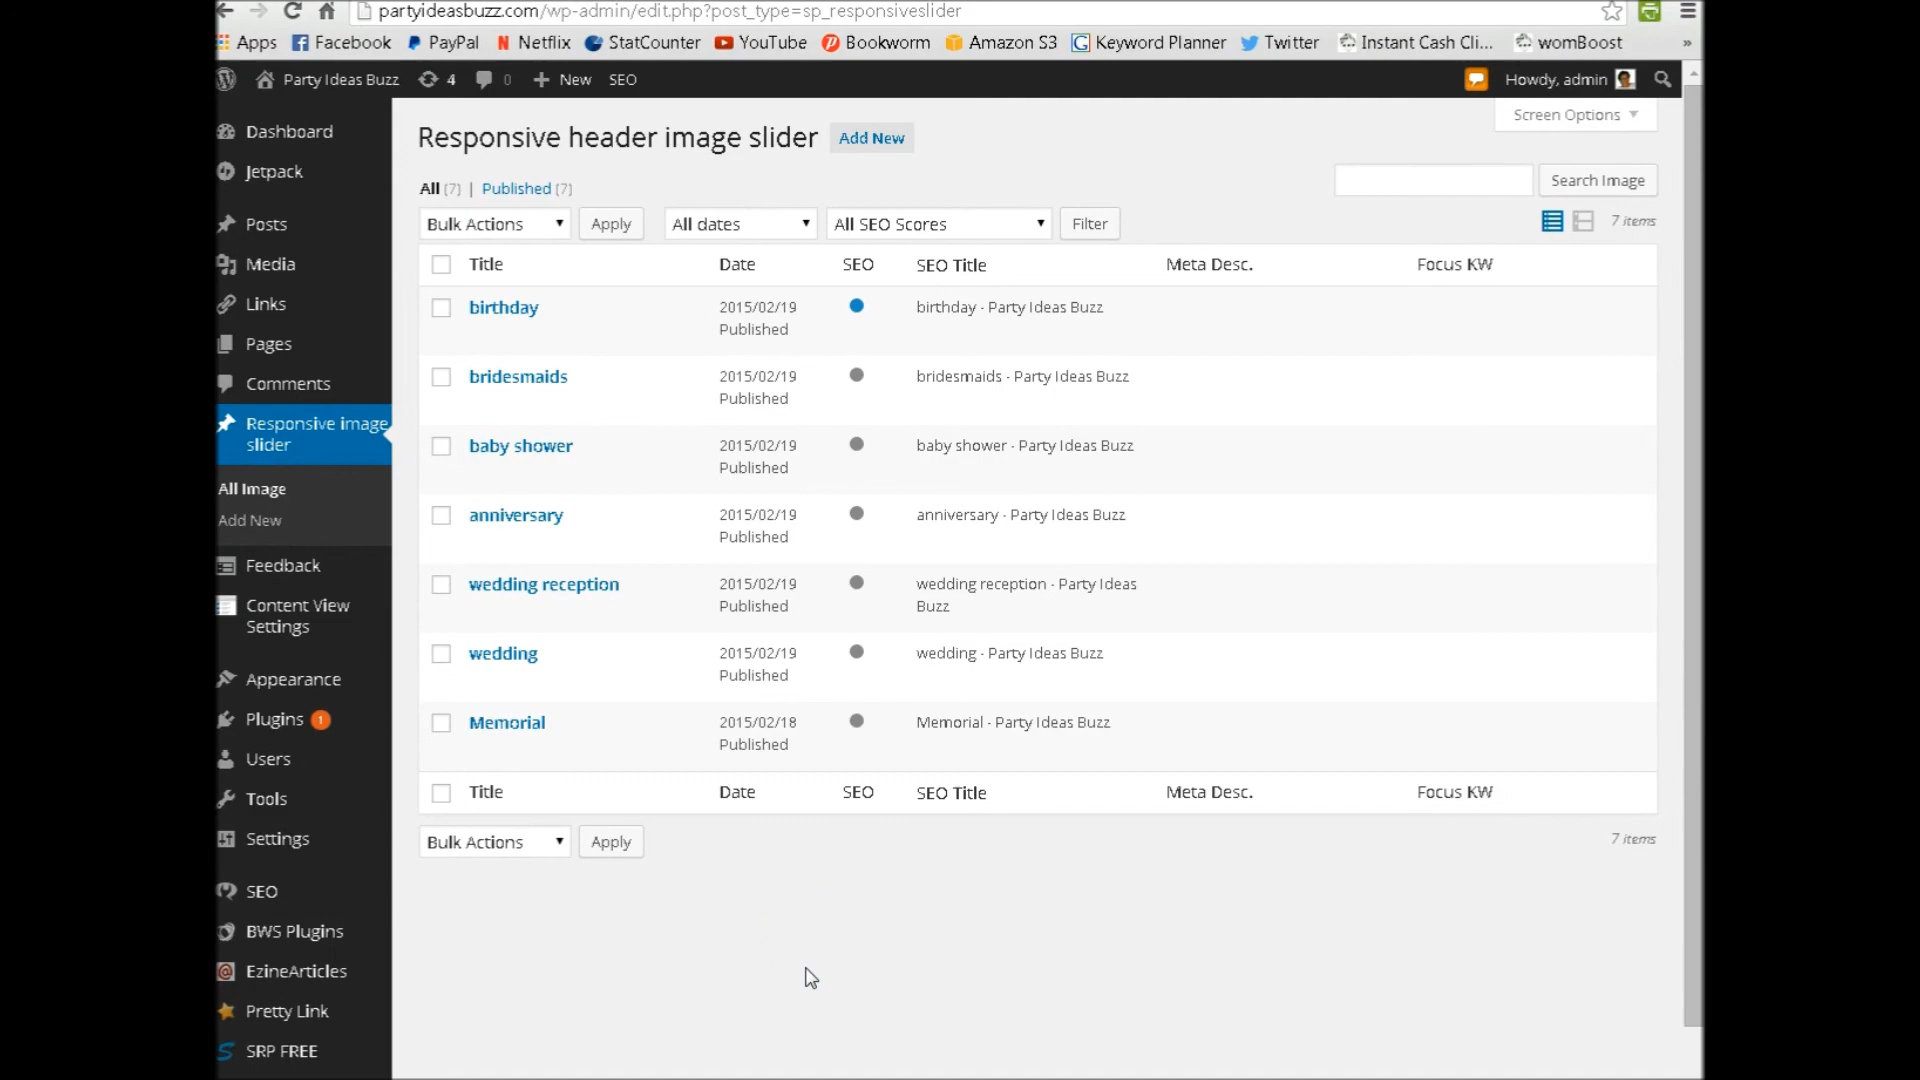 partyideasbuzz.com/wp-admin/edit.php?post_type=sp_responsiveslider
Apps Facebook PayPal Netflix StatCounter YouTube Bookworm Amazon S3 Keyword Planner Twitter Instant Cash Cli... womBoost »
Party Ideas Buzz 4 0 New SEO Howdy, admin
Screen Options
Dashboard
Jetpack
Posts
Media
Links
Pages
Comments
Responsive image
slider
All Image
Add New
Feedback
Content View
Settings
Appearance
Plugins 1
Users
Tools
Settings
SEO
BWS Plugins
EzineArticles
Pretty Link
SRP FREE
Responsive header image slider Add New
All (7) | Published (7)
Search Image
Bulk Actions Apply All dates All SEO Scores Filter 7 items
Title Date SEO SEO Title Meta Desc. Focus KW
birthday 2015/02/19 birthday - Party Ideas Buzz
Published
bridesmaids 2015/02/19 bridesmaids - Party Ideas Buzz
Published
baby shower 2015/02/19 baby shower - Party Ideas Buzz
Published
anniversary 2015/02/19 anniversary - Party Ideas Buzz
Published
wedding reception 2015/02/19 wedding reception - Party Ideas
Published Buzz
wedding 2015/02/19 wedding - Party Ideas Buzz
Published
Memorial 2015/02/18 Memorial - Party Ideas Buzz
Published
Title Date SEO SEO Title Meta Desc. Focus KW
Bulk Actions Apply 7 items